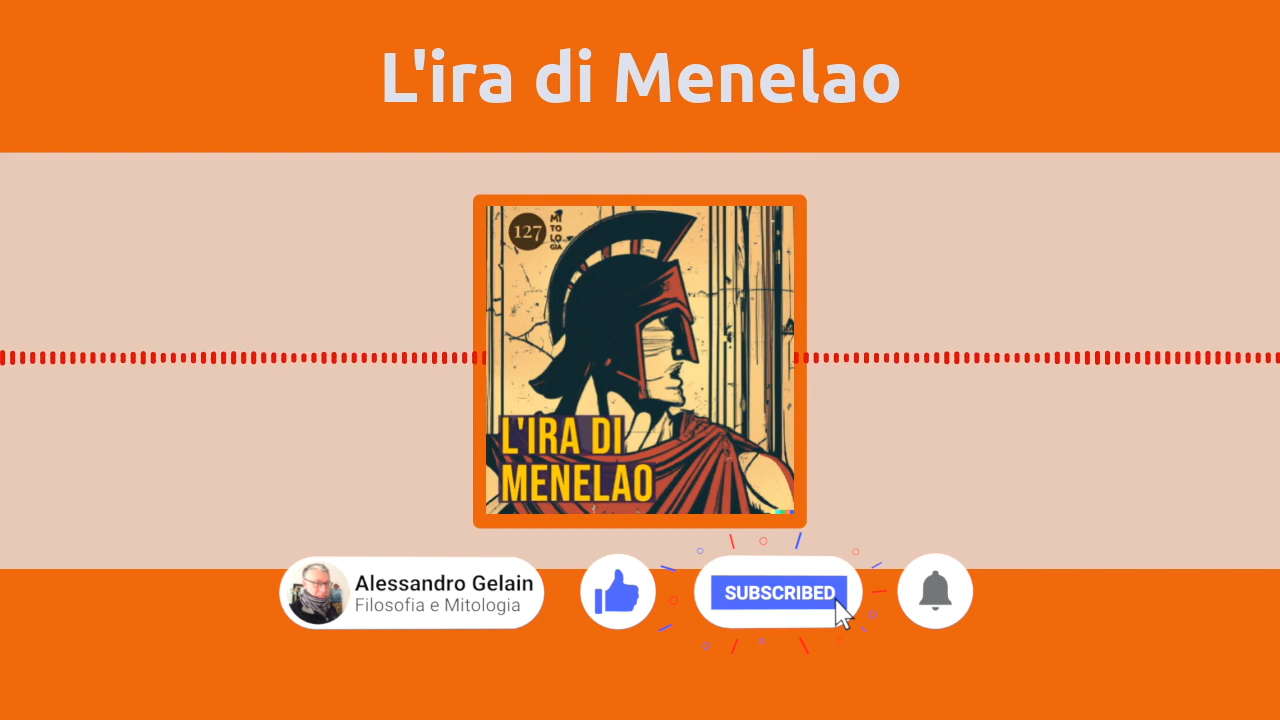 L'ira di Menelao
127
MI
TO
LO
GIA
L'IRA DI
MENELAO
Alessandro Gelain
Filosofia e Mitologia
SUBSCRIBED